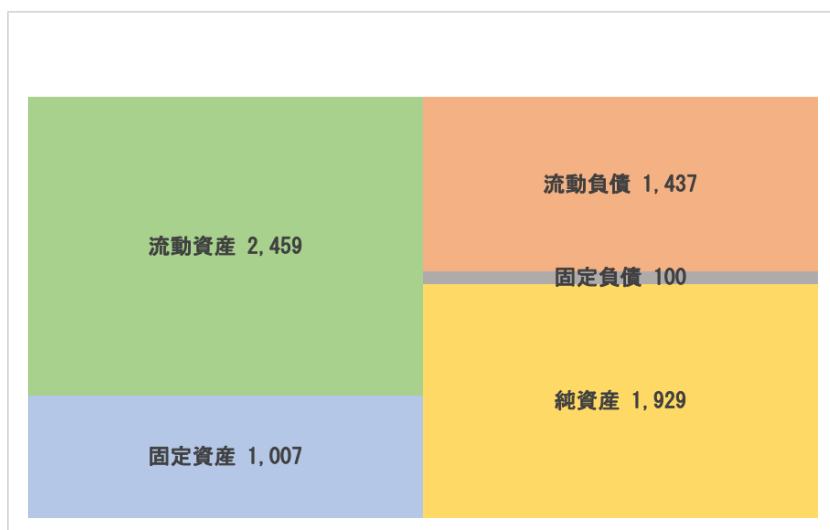 流動資産 2,459
固定資産 1,007
流動負債 1,437
固定負債 100
純資産 1,929